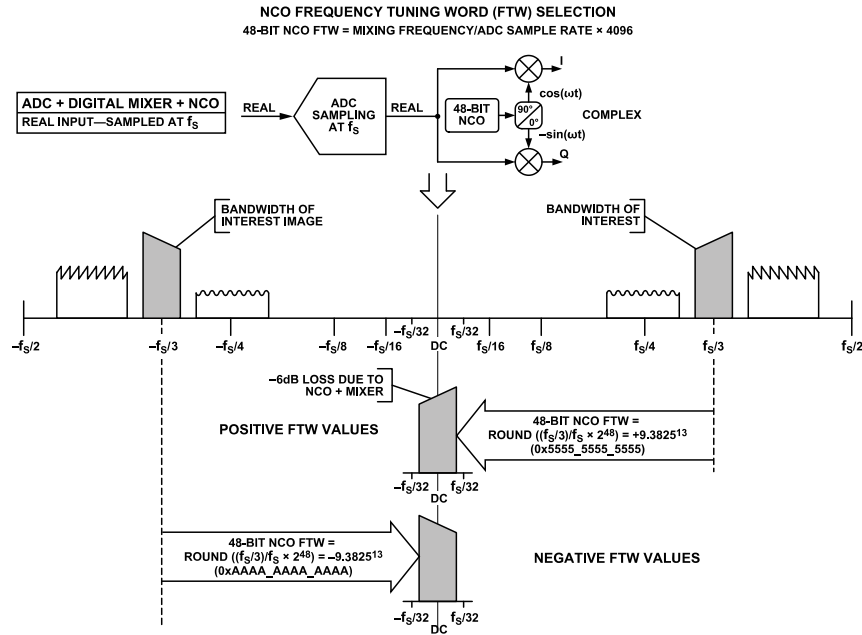 NCO FREQUENCY TUNING WORD (FTW) SELECTION
48-BIT NCO FTW = MIXING FREQUENCY/ADC SAMPLE RATE × 4096
ADC + DIGITAL MIXER + NCO
REAL INPUT—SAMPLED AT fS
REAL
ADC
SAMPLING
AT fS
REAL
48-BIT
NCO
90°
0°
I
cos(ωt)
COMPLEX
–sin(ωt)
Q
BANDWIDTH OF
INTEREST IMAGE
BANDWIDTH OF
INTEREST
–fS/2
–fS/3
–fS/4
–fS/8
–fS/16
–fS/32
DC
fS/32
fS/16
fS/8
fS/4
fS/3
fS/2
–6dB LOSS DUE TO
NCO + MIXER
POSITIVE FTW VALUES
48-BIT NCO FTW =
ROUND ((fS/3)/fS × 2^48) = +9.3825^13
(0x5555_5555_5555)
–fS/32
DC
fS/32
48-BIT NCO FTW =
ROUND ((fS/3)/fS × 2^48) = –9.3825^13
(0xAAAA_AAAA_AAAA)
NEGATIVE FTW VALUES
–fS/32
DC
fS/32